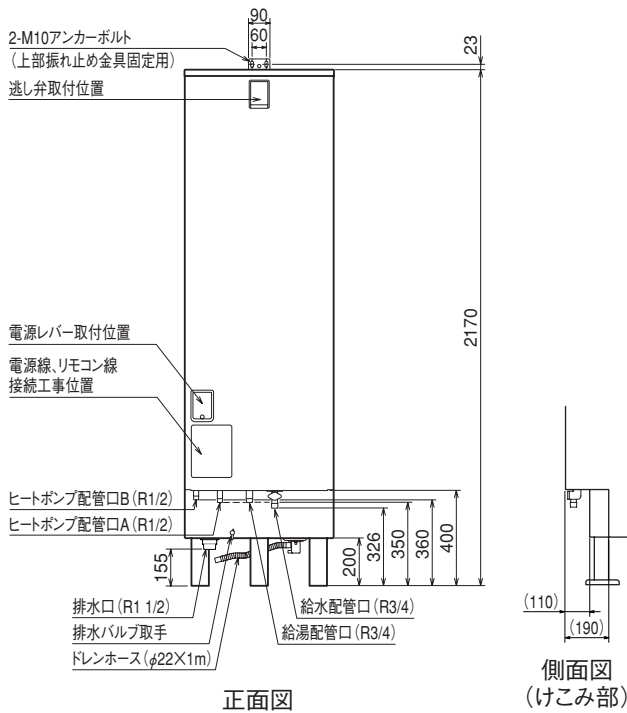 90
60
23
2-M10アンカーボルト
（上部振れ止め金具固定用）
逃し弁取付位置
2170
電源レバー取付位置
電源線、リモコン線
接続工事位置
ヒートポンプ配管口B（R1/2）
ヒートポンプ配管口A（R1/2）
155
200
326
350
360
400
排水口（R1 1/2）
排水バルブ取手
ドレンホース（φ22×1m）
給水配管口（R3/4）
給湯配管口（R3/4）
(110)
(190)
正面図
側面図
（けこみ部）